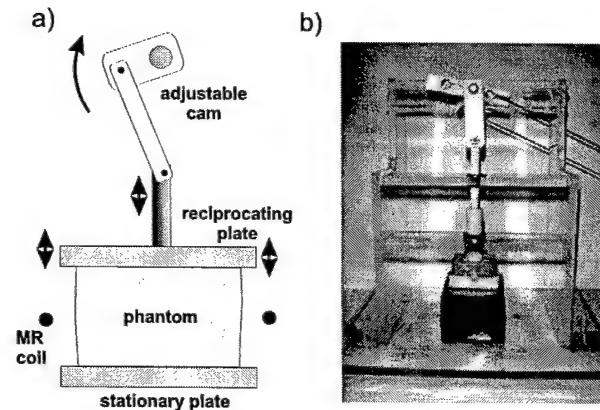 a)
b)
adjustable
cam
reciprocating
plate
phantom
MR
coil
stationary plate